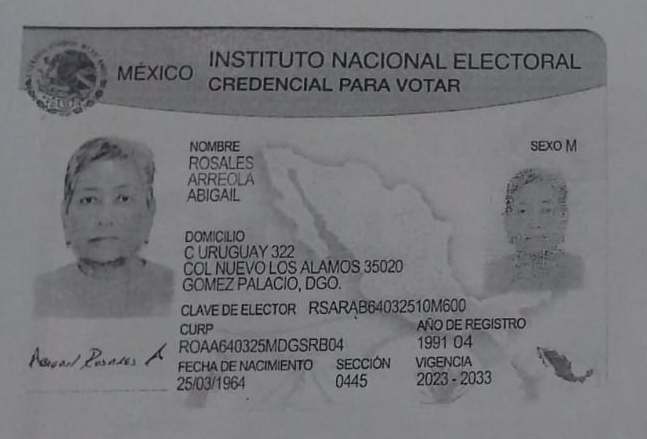 MÉXICO
INSTITUTO NACIONAL ELECTORAL
CREDENCIAL PARA VOTAR
NOMBRE
ROSALES
ARREOLA
ABIGAIL
SEXO M
DOMICILIO
C URUGUAY 322
COL NUEVO LOS ALAMOS 35020
GOMEZ PALACIO, DGO.
CLAVE DE ELECTOR RSARAB64032510M600
CURP
ROAA640325MDGSRB04
AÑO DE REGISTRO
1991 04
FECHA DE NACIMIENTO
25/03/1964
SECCIÓN
0445
VIGENCIA
2023 - 2033
Abigail Rosales A